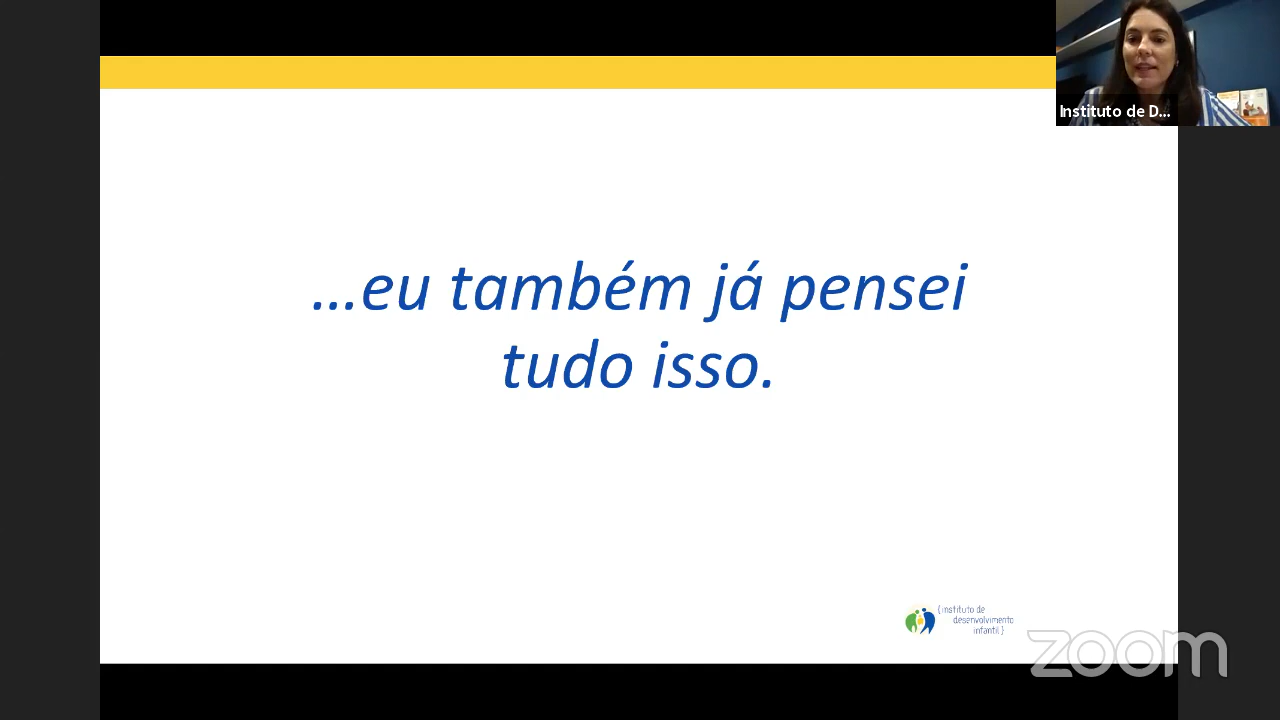 Instituto de D...
...eu também já pensei
tudo isso.
{instituto de
desenvolvimento
infantil}
zoom